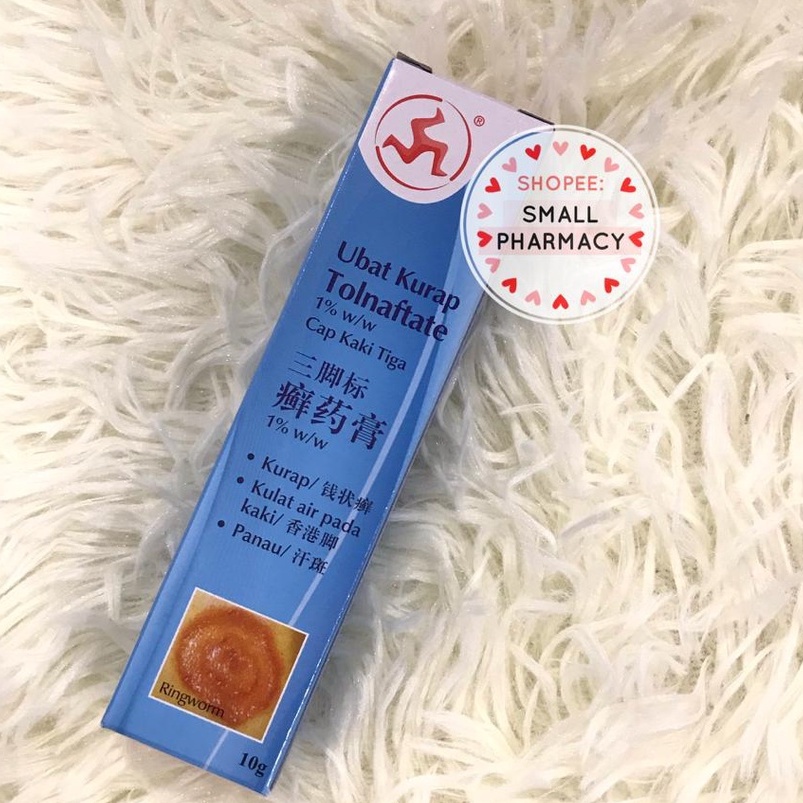 ®
SHOPEE:
SMALL
PHARMACY
Ubat Kurap
Tolnaftate
1% w/w
Cap Kaki Tiga
三脚标
癣药膏
1% w/w
• Kurap/ 钱状癣
• Kulat air pada
kaki/ 香港脚
• Panau/ 汗斑
Ringworm
10g